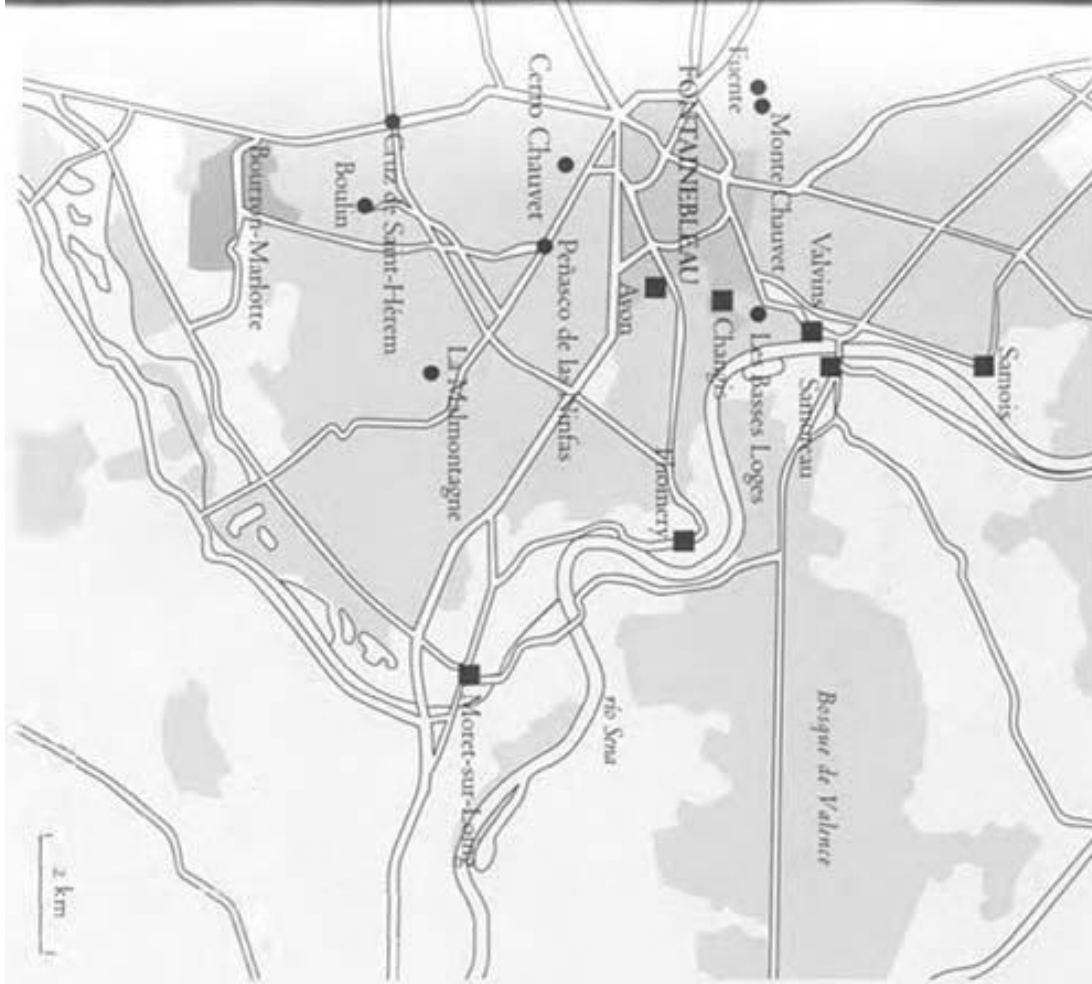 Fuente
Monte Chauvet
FONTAINEBLEAU
Cerro Chauvet
Cruz de Saint-Hérem
Boulin
Bourron-Marlotte
Peñasco de las Ninfas
Avon
Changis
Valvins
Les Basses Loges
Samoreau
Samois
La Malmontagne
Thomery
Moret-sur-Loing
río Sena
Bosque de Valence
2 km